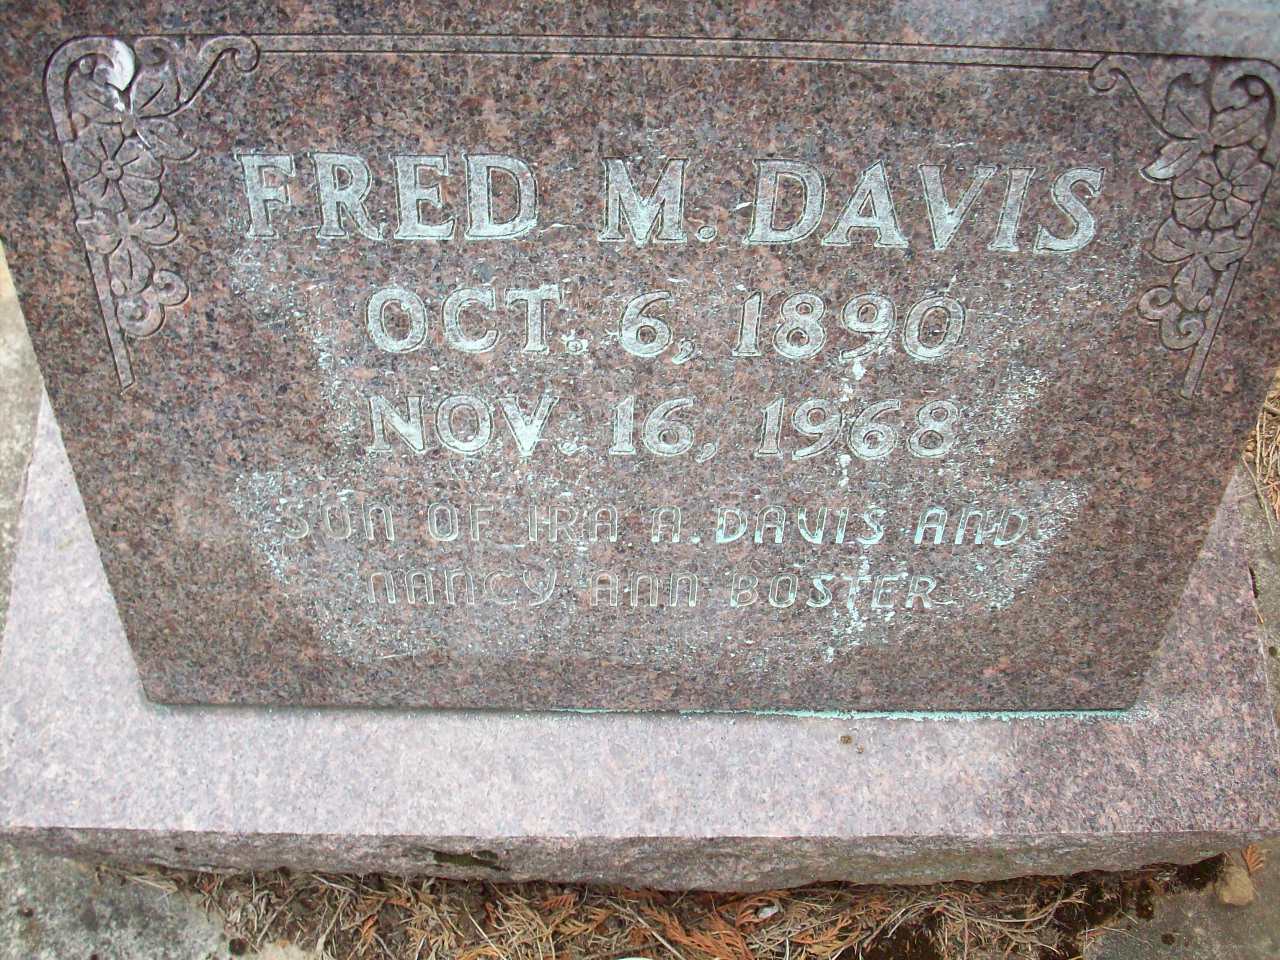 FRED M. DAVIS
OCT. 6, 1890
NOV. 16, 1968
SON OF IRA A. DAVIS AND
NANCY ANN BOSTER